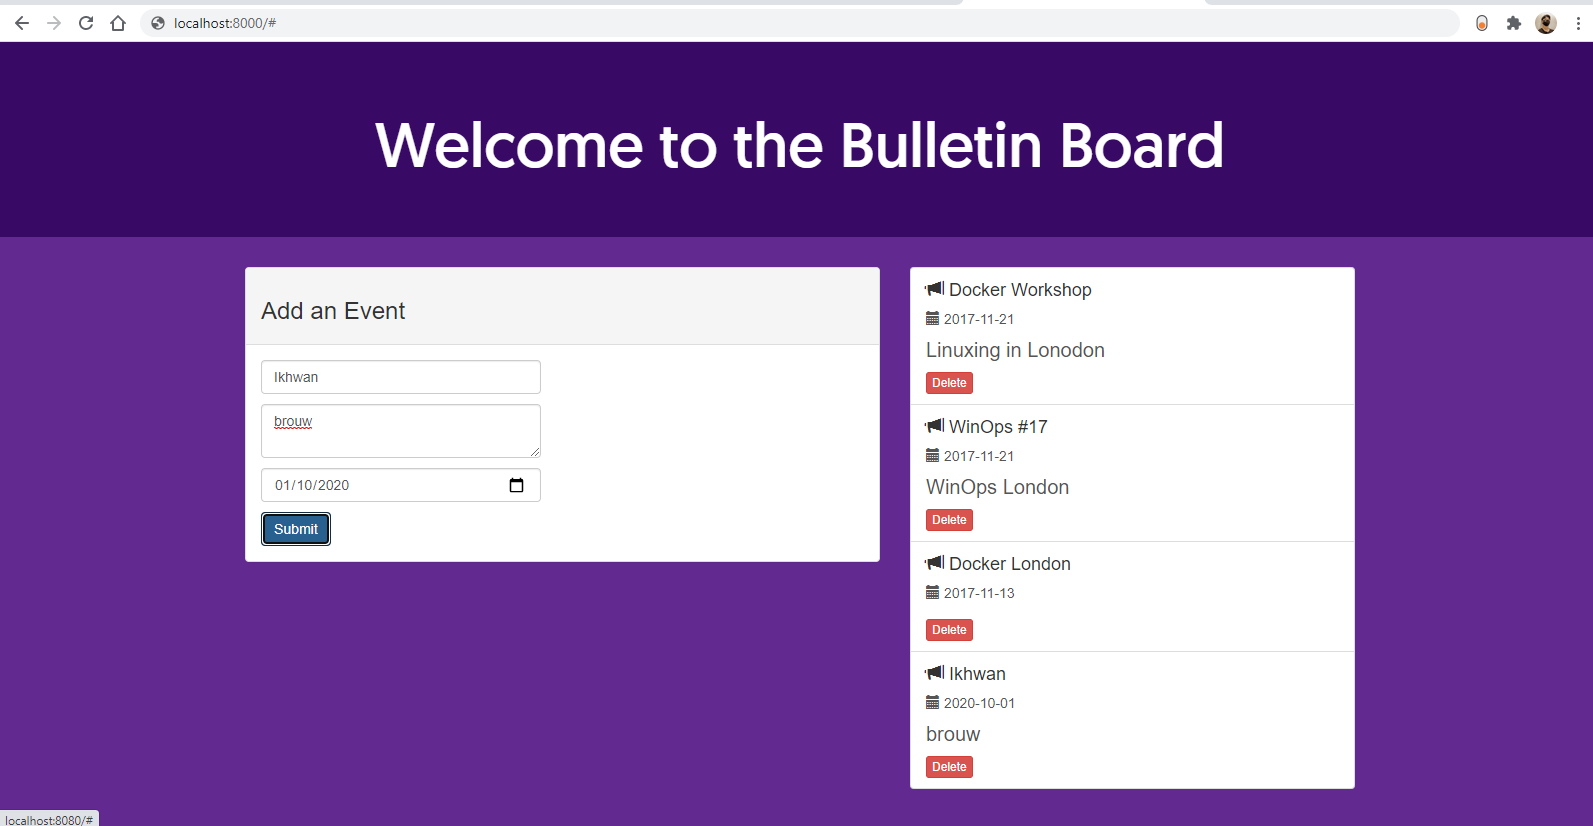 localhost:8000/#
Welcome to the Bulletin Board
Add an Event
Ikhwan
brouw
01/10/2020
Submit
Docker Workshop
2017-11-21
Linuxing in Lonodon
Delete
WinOps #17
2017-11-21
WinOps London
Delete
Docker London
2017-11-13
Delete
Ikhwan
2020-10-01
brouw
Delete
localhost:8080/#